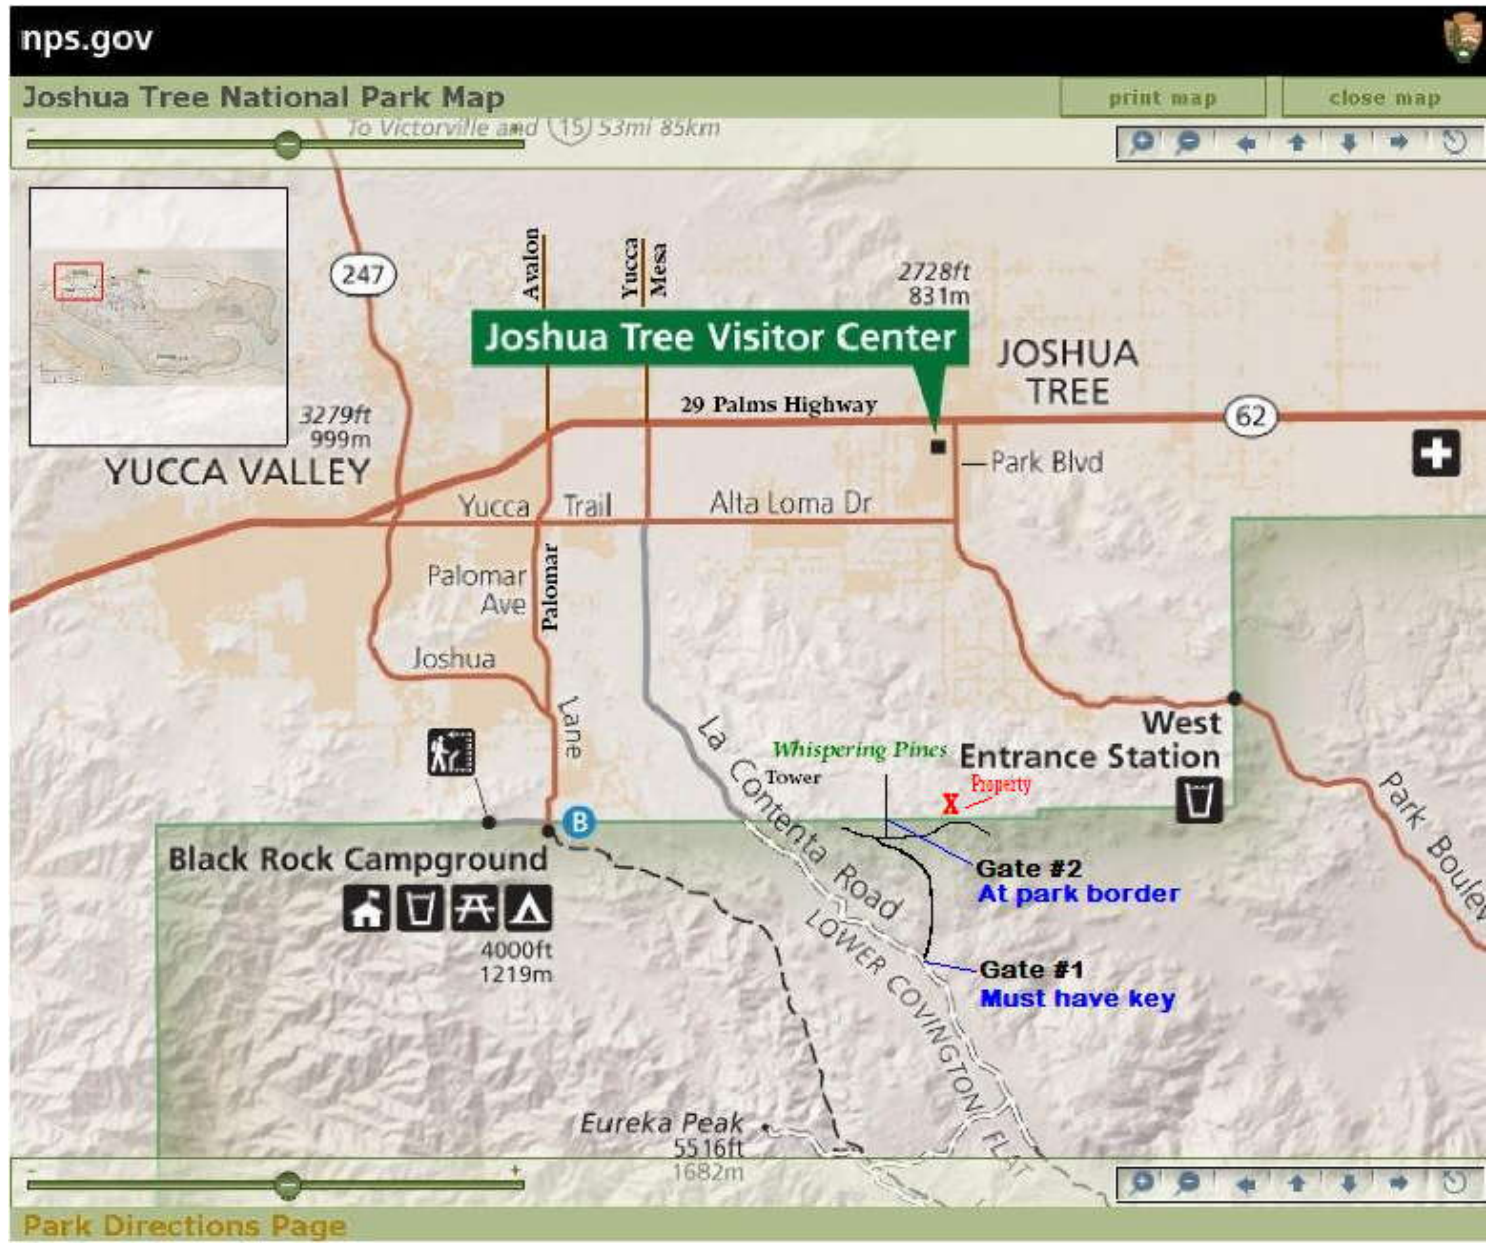 nps.gov
Joshua Tree National Park Map
print map
close map
To Victorville and 15 53mi 85km
-
247
Avalon
Yucca
Mesa
2728ft
831m
Joshua Tree Visitor Center
JOSHUA
TREE
3279ft
999m
29 Palms Highway
62
YUCCA VALLEY
Park Blvd
Yucca Trail
Alta Loma Dr
Palomar
Ave
Palomar
Joshua
Lane
La Contenta Road
Whispering Pines
Tower
West
Entrance Station
Property
X
B
Park Boulev
Black Rock Campground
4000ft
1219m
Gate #2
At park border
LOWER COVINGTON FLAT
Gate #1
Must have key
Eureka Peak
5516ft
1682m
-
+
Park Directions Page